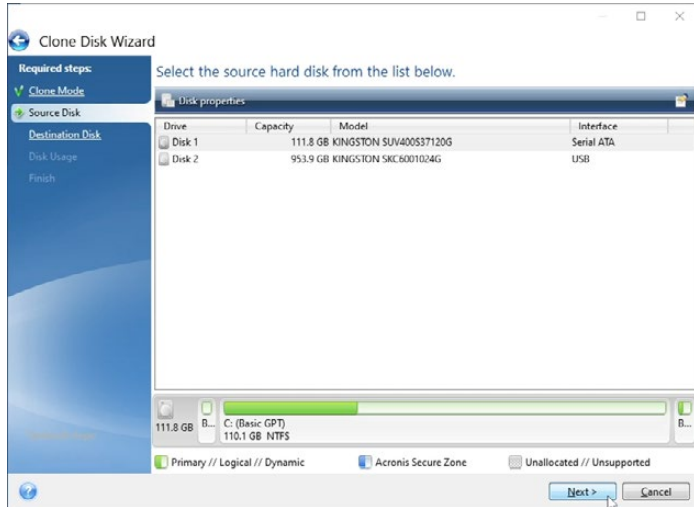 Clone Disk Wizard
Required steps:
Clone Mode
Source Disk
Destination Disk
Disk Usage
Finish
Select the source hard disk from the list below.
Disk properties
Drive Capacity Model Interface
Disk 1 111.8 GB KINGSTON SUV400S37120G Serial ATA
Disk 2 953.9 GB KINGSTON SKC6001024G USB
111.8 GB
B...
C: (Basic GPT)
110.1 GB NTFS
B...
Primary // Logical // Dynamic Acronis Secure Zone Unallocated // Unsupported
Next > Cancel